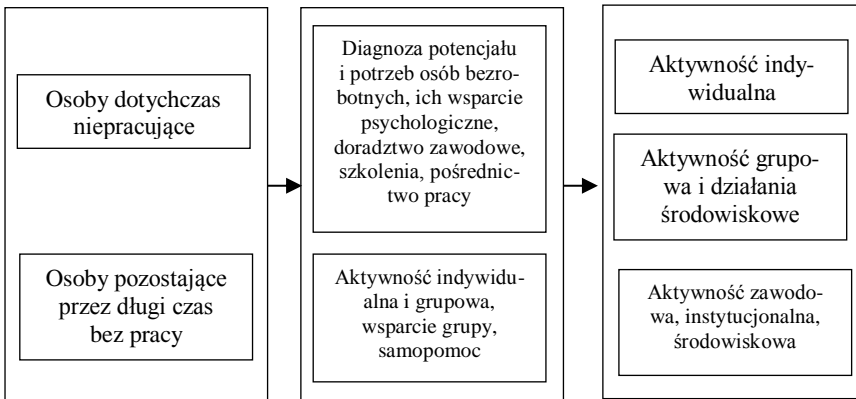 Osoby dotychczas
niepracujące
Osoby pozostające
przez długi czas
bez pracy
Diagnoza potencjału
i potrzeb osób bezro-
botnych, ich wsparcie
psychologiczne,
doradztwo zawodowe,
szkolenia, pośrednic-
two pracy
Aktywność indywidu-
alna i grupowa,
wsparcie grupy,
samopomoc
Aktywność indy-
widualna
Aktywność grupo-
wa i działania
środowiskowe
Aktywność zawodo-
wa, instytucjonalna,
środowiskowa